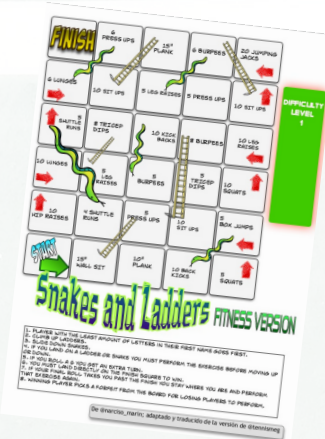 FINISH
6 PRESS UPS
15" PLANK
6 BURPEES
20 JUMPING JACKS
6 LUNGES
10 SIT UPS
5 LEG RAISES
5 PRESS UPS
10 SIT UPS
5 SHUTTLE RUNS
8 TRICEP DIPS
10 KICK BACKS
8 BURPEES
10 LEG RAISES
10 LUNGES
5 LEG RAISES
5 BURPEES
5 TRICEP DIPS
10 SQUATS
10 HIP RAISES
4 SHUTTLE RUNS
5 PRESS UPS
10 SIT UPS
5 BOX JUMPS
START
15" WALL SIT
10" PLANK
10 BACK KICKS
5 SQUATS
DIFFICULTY LEVEL 1
Snakes and Ladders FITNESS VERSION
1. PLAYER WITH THE LEAST AMOUNT OF LETTERS IN THEIR FIRST NAME GOES FIRST.
2. CLIMB UP LADDERS.
3. SLIDE DOWN SNAKES.
4. IF YOU LAND ON A LADDER OR SNAKE YOU MUST PERFORM THE EXERCISE BEFORE MOVING UP
OR DOWN.
5. IF YOU ROLL A 6 YOU GET AN EXTRA TURN.
6. YOU MUST LAND DIRECTLY ON THE FINISH SQUARE TO WIN.
7. IF YOUR FINAL ROLL TAKES YOU PAST THE FINISH YOU STAY WHERE YOU ARE AND PERFORM
THAT EXERCISE AGAIN.
8. WINNING PLAYER PICKS A FORFEIT FROM THE BOARD FOR LOSING PLAYERS TO PERFORM.
De @narciso_marin; adaptado y traducido de la versión de @temnioneg